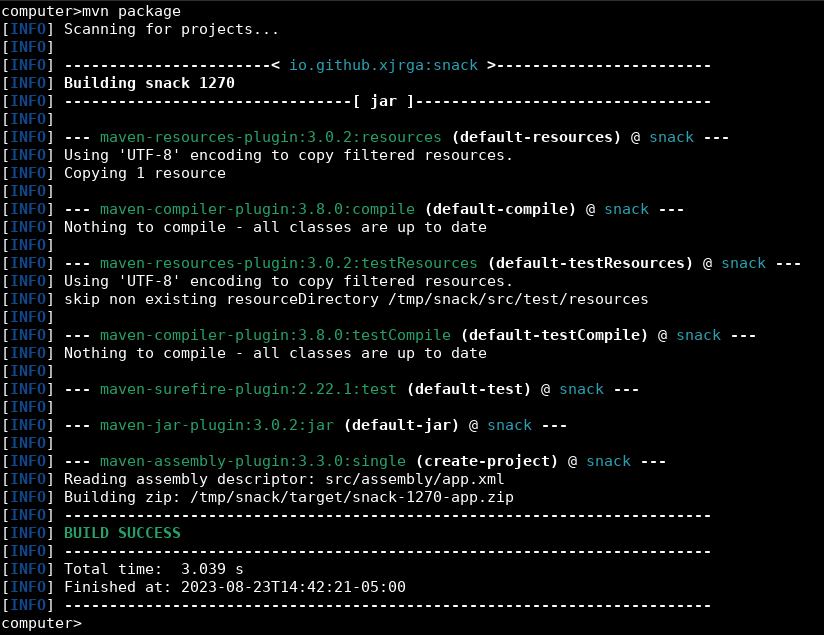 computer>mvn package
[INFO] Scanning for projects...
[INFO]
[INFO] -----------------------< io.github.xjrga:snack >------------------------
[INFO] Building snack 1270
[INFO] --------------------------------[ jar ]---------------------------------
[INFO]
[INFO] --- maven-resources-plugin:3.0.2:resources (default-resources) @ snack ---
[INFO] Using 'UTF-8' encoding to copy filtered resources.
[INFO] Copying 1 resource
[INFO]
[INFO] --- maven-compiler-plugin:3.8.0:compile (default-compile) @ snack ---
[INFO] Nothing to compile - all classes are up to date
[INFO]
[INFO] --- maven-resources-plugin:3.0.2:testResources (default-testResources) @ snack ---
[INFO] Using 'UTF-8' encoding to copy filtered resources.
[INFO] skip non existing resourceDirectory /tmp/snack/src/test/resources
[INFO]
[INFO] --- maven-compiler-plugin:3.8.0:testCompile (default-testCompile) @ snack ---
[INFO] Nothing to compile - all classes are up to date
[INFO]
[INFO] --- maven-surefire-plugin:2.22.1:test (default-test) @ snack ---
[INFO]
[INFO] --- maven-jar-plugin:3.0.2:jar (default-jar) @ snack ---
[INFO]
[INFO] --- maven-assembly-plugin:3.3.0:single (create-project) @ snack ---
[INFO] Reading assembly descriptor: src/assembly/app.xml
[INFO] Building zip: /tmp/snack/target/snack-1270-app.zip
[INFO] ------------------------------------------------------------------------
[INFO] BUILD SUCCESS
[INFO] ------------------------------------------------------------------------
[INFO] Total time:  3.039 s
[INFO] Finished at: 2023-08-23T14:42:21-05:00
[INFO] ------------------------------------------------------------------------
computer>